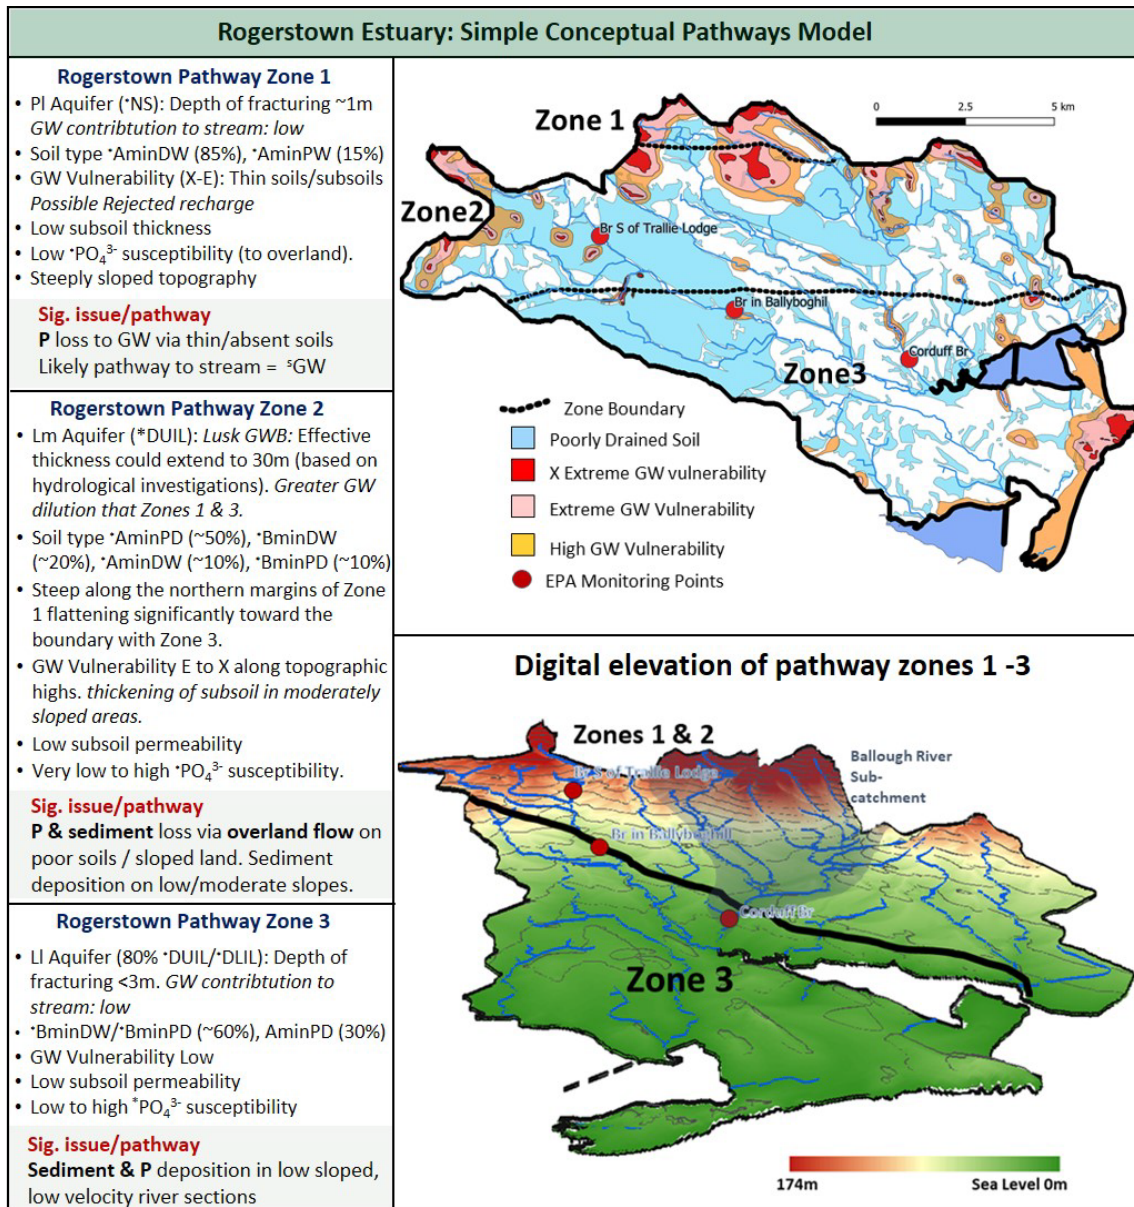 Rogerstown Estuary: Simple Conceptual Pathways Model
Rogerstown Pathway Zone 1
• Pl Aquifer (*NS): Depth of fracturing ~1m
GW contribtution to stream: low
• Soil type *AminDW (85%), *AminPW (15%)
• GW Vulnerability (X-E): Thin soils/subsoils
Possible Rejected recharge
• Low subsoil thickness
• Low *PO₄³⁻ susceptibility (to overland).
• Steeply sloped topography
Sig. issue/pathway
P loss to GW via thin/absent soils
Likely pathway to stream = ˢGW
Rogerstown Pathway Zone 2
• Lm Aquifer (*DUIL): Lusk GWB: Effective
thickness could extend to 30m (based on
hydrological investigations). Greater GW
dilution that Zones 1 & 3.
• Soil type *AminPD (~50%), *BminDW
(~20%), *AminDW (~10%), *BminPD (~10%)
• Steep along the northern margins of Zone
1 flattening significantly toward the
boundary with Zone 3.
• GW Vulnerability E to X along topographic
highs. thickening of subsoil in moderately
sloped areas.
• Low subsoil permeability
• Very low to high *PO₄³⁻ susceptibility.
Sig. issue/pathway
P & sediment loss via overland flow on
poor soils / sloped land. Sediment
deposition on low/moderate slopes.
Rogerstown Pathway Zone 3
• Ll Aquifer (80% *DUIL/*DLIL): Depth of
fracturing <3m. GW contribtution to
stream: low
• *BminDW/*BminPD (~60%), AminPD (30%)
• GW Vulnerability Low
• Low subsoil permeability
• Low to high *PO₄³⁻ susceptibility
Sig. issue/pathway
Sediment & P deposition in low sloped,
low velocity river sections
0 2.5 5 km
Zone 1
Zone2
Br S of Trallie Lodge
Br in Ballyboghil
Corduff Br
Zone3
Zone Boundary
Poorly Drained Soil
X Extreme GW vulnerability
Extreme GW Vulnerability
High GW Vulnerability
EPA Monitoring Points
Digital elevation of pathway zones 1 -3
Zones 1 & 2
Ballough River
Sub-
catchment
Br S of Trallie Lodge
Br in Ballyboghil
Corduff Br
Zone 3
174m Sea Level 0m